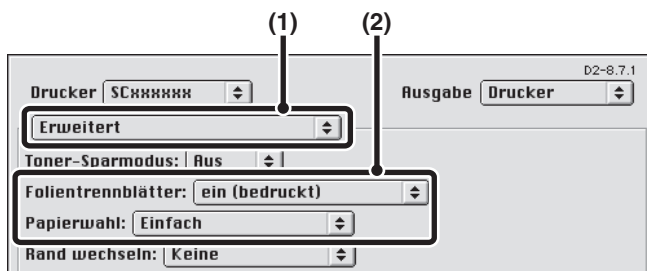 (1) (2)
D2-8.7.1
Drucker SCxxxxxx Ausgabe Drucker
Erweitert
Toner-Sparmodus: Aus
Folientrennblätter: ein (bedruckt)
Papierwahl: Einfach
Rand wechseln: Keine